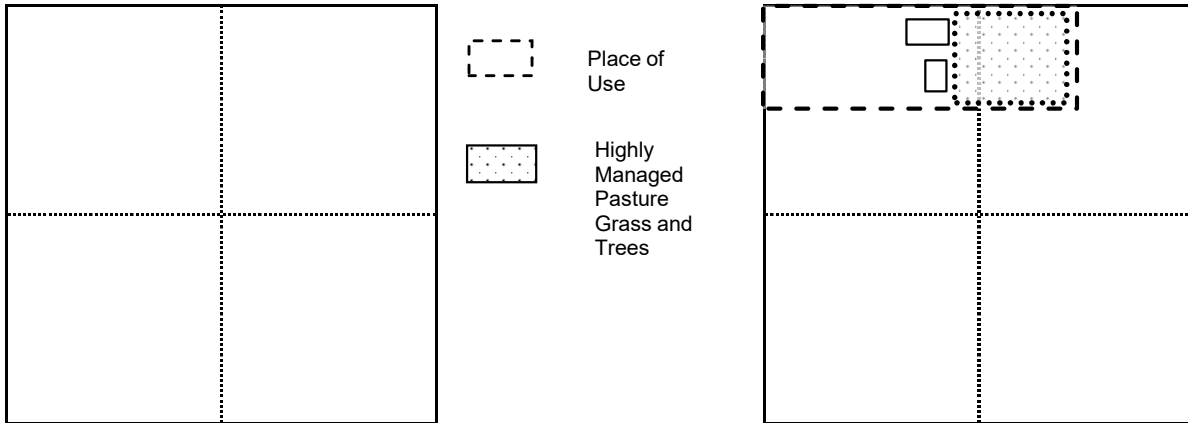 Place of
Use
Highly
Managed
Pasture
Grass and
Trees